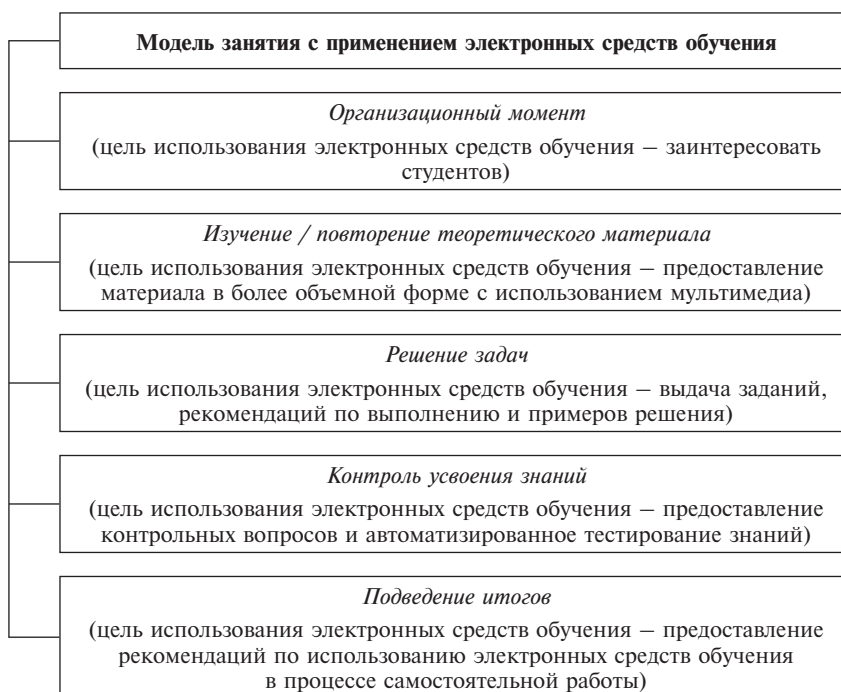 Модель занятия с применением электронных средств обучения
Организационный момент
(цель использования электронных средств обучения – заинтересовать
студентов)
Изучение / повторение теоретического материала
(цель использования электронных средств обучения – предоставление
материала в более объемной форме с использованием мультимедиа)
Решение задач
(цель использования электронных средств обучения – выдача заданий,
рекомендаций по выполнению и примеров решения)
Контроль усвоения знаний
(цель использования электронных средств обучения – предоставление
контрольных вопросов и автоматизированное тестирование знаний)
Подведение итогов
(цель использования электронных средств обучения – предоставление
рекомендаций по использованию электронных средств обучения
в процессе самостоятельной работы)